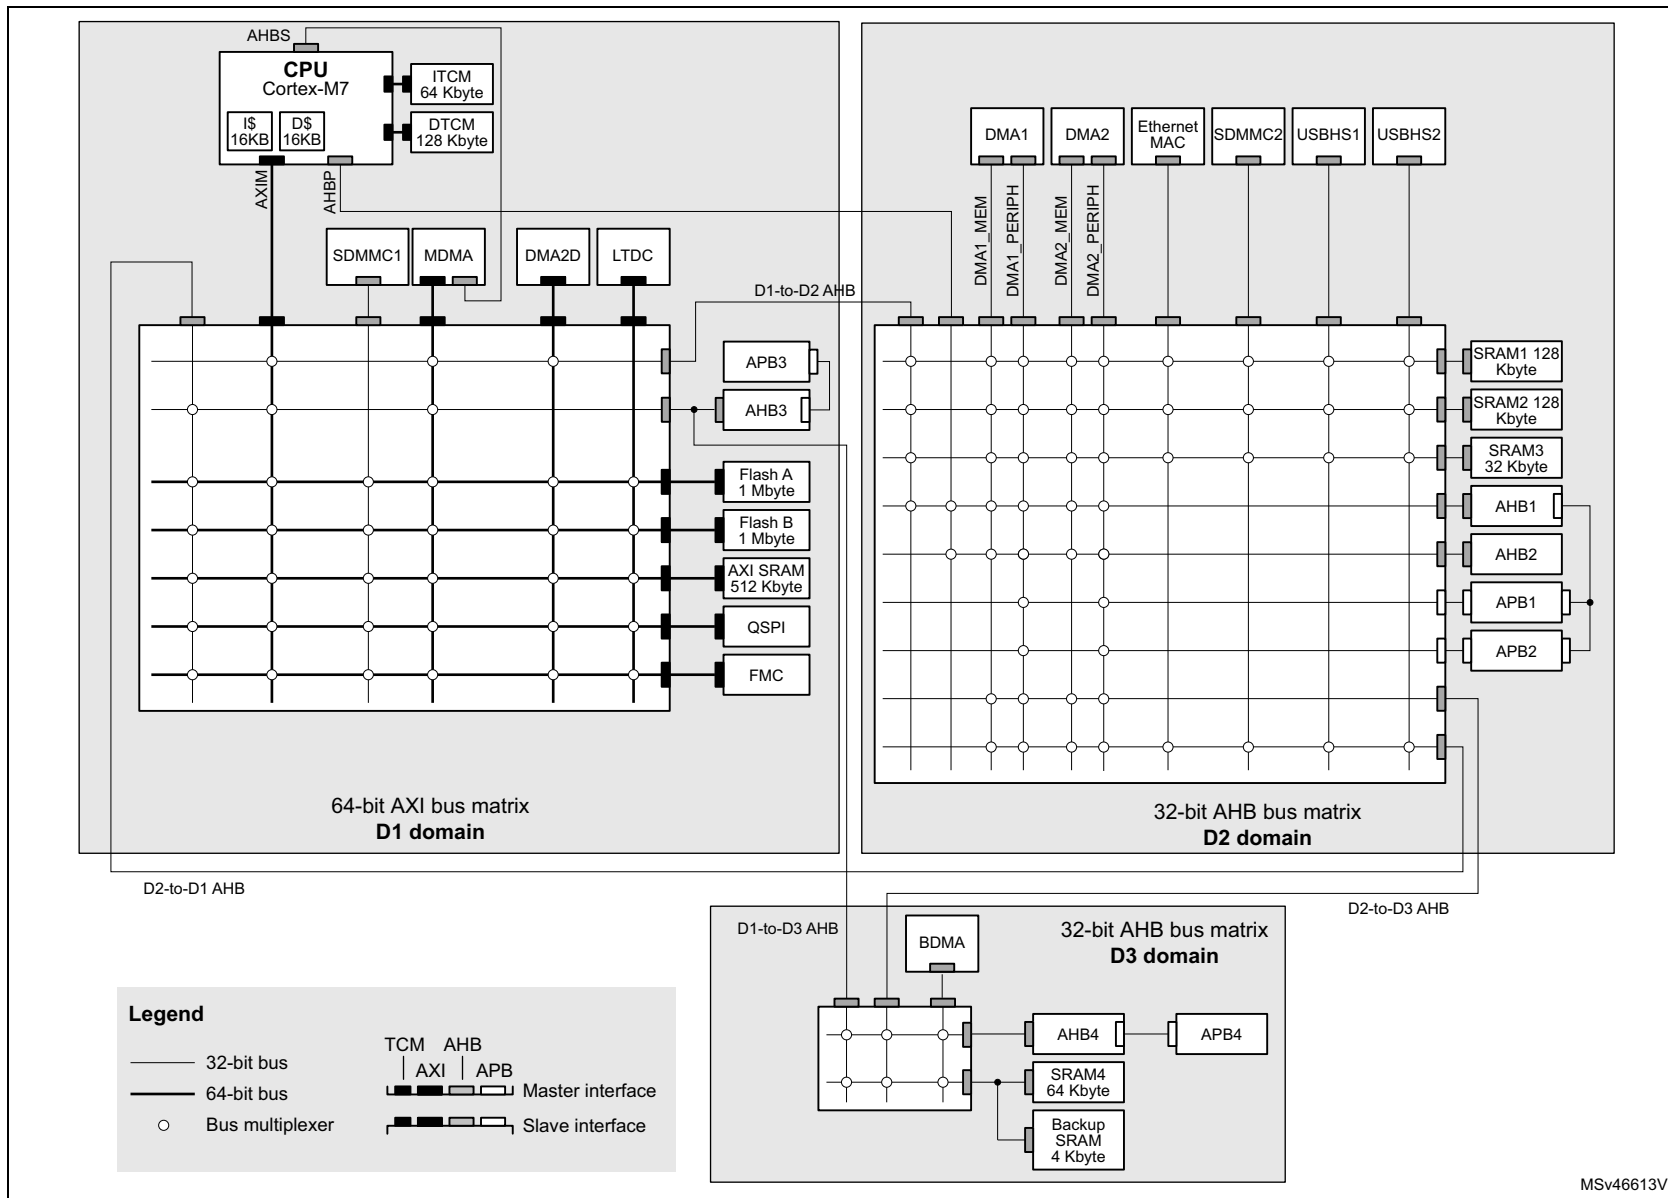 AHBS
CPU
Cortex-M7
ITCM
64 Kbyte
I$
16KB
D$
16KB
DTCM
128 Kbyte
AXIM
AHBP
SDMMC1
MDMA
DMA2D
LTDC
DMA1
DMA2
Ethernet
MAC
SDMMC2
USBHS1
USBHS2
DMA1_MEM
DMA1_PERIPH
DMA2_MEM
DMA2_PERIPH
D1-to-D2 AHB
APB3
AHB3
Flash A
1 Mbyte
Flash B
1 Mbyte
AXI SRAM
512 Kbyte
QSPI
FMC
SRAM1 128
Kbyte
SRAM2 128
Kbyte
SRAM3
32 Kbyte
AHB1
AHB2
APB1
APB2
64-bit AXI bus matrix
D1 domain
32-bit AHB bus matrix
D2 domain
D2-to-D1 AHB
D2-to-D3 AHB
D1-to-D3 AHB
BDMA
32-bit AHB bus matrix
D3 domain
AHB4
APB4
SRAM4
64 Kbyte
Backup
SRAM
4 Kbyte
Legend
32-bit bus
64-bit bus
Bus multiplexer
TCM
AHB
AXI
APB
Master interface
Slave interface
MSv46613V